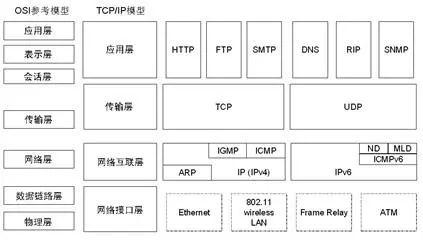 OSI参考模型 TCP/IP模型
应用层
表示层
会话层
传输层
网络层
数据链路层
物理层
应用层
传输层
网络互联层
网络接口层
HTTP FTP SMTP DNS RIP SNMP
TCP UDP
IGMP ICMP ND MLD
ICMPv6
ARP IP (IPv4) IPv6
Ethernet
802.11
wireless
LAN
Frame Relay
ATM